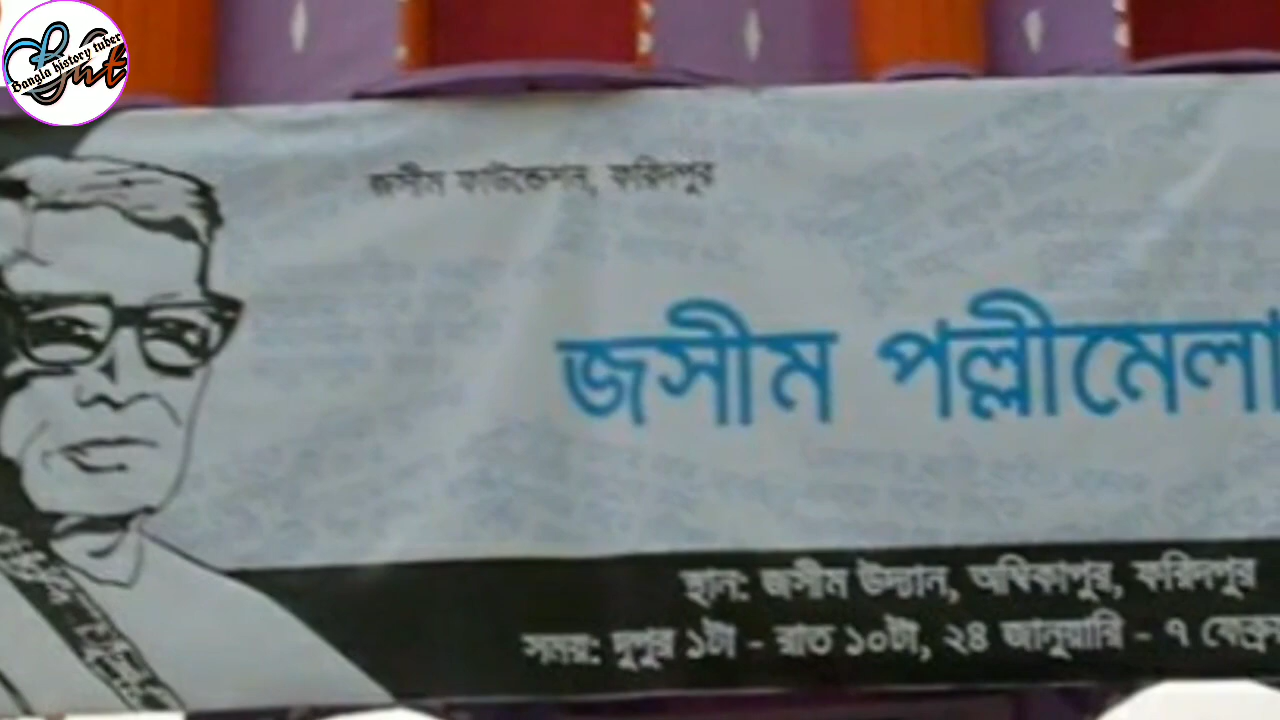 Bangla history tuber
জসীম ফাউন্ডেশন, ফরিদপুর
জসীম পল্লীমেলা
স্থান: জসীম উদ্যান, অম্বিকাপুর, ফরিদপুর
সময়: দুপুর ১টা - রাত ১০টা, ২৪ জানুয়ারি - ৭